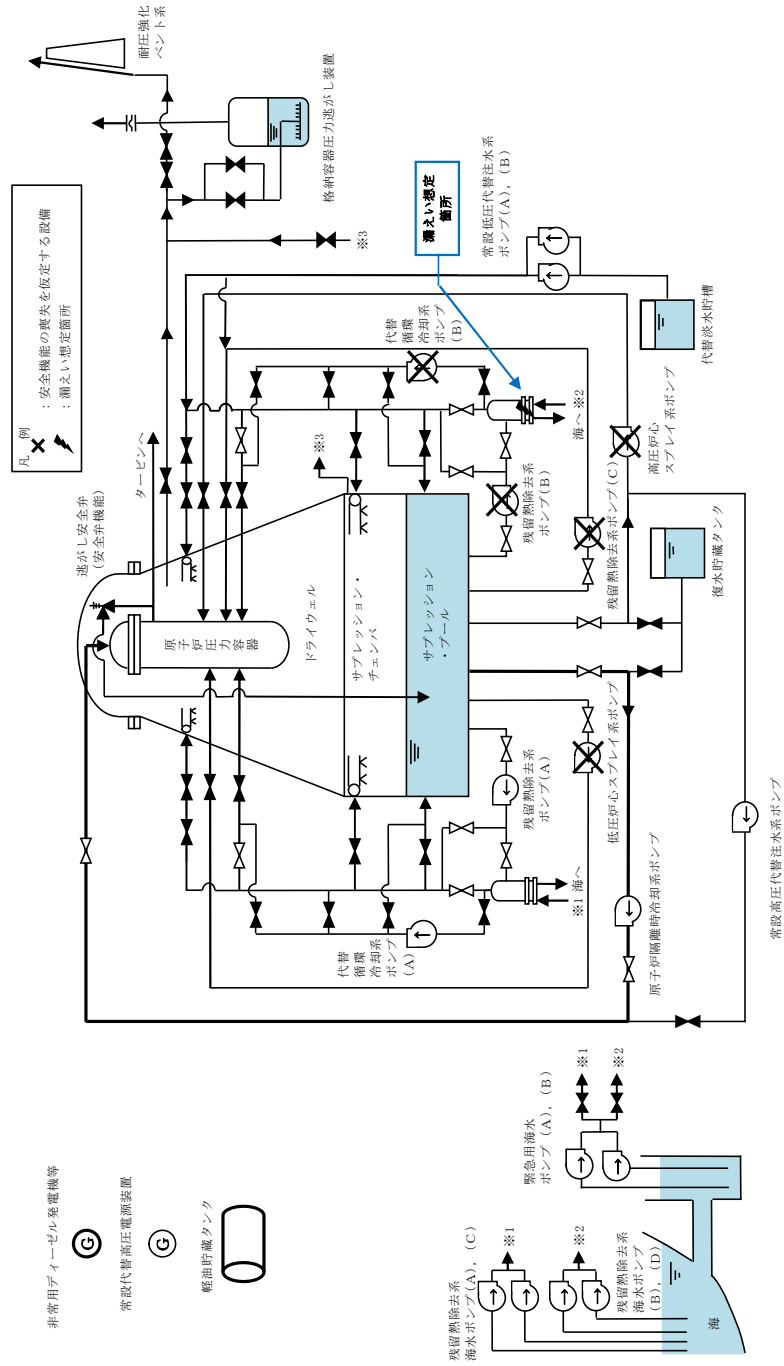 非常用ディーゼル発電機等
G
常設代替高圧電源装置
G
軽油貯蔵タンク
残留熱除去系
海水ポンプ(A),(C)
※1
※2
残留熱除去系
海水ポンプ
(B),(D)
海
緊急用海水
ポンプ(A),(B)
※1
※2
凡 例
:安全機能の喪失を仮定する設備
:漏えい想定箇所
逃がし安全弁
(安全弁機能)
タービンへ
原子炉圧力容器
ドライウェル
サプレッション・
チェンバ
サプレッション
・プール
※3
代替
循環
冷却系
ポンプ
(A)
※1
海へ
残留熱除去系
ポンプ(A)
低圧炉心スプレイ系ポンプ
原子炉隔離時冷却系ポンプ
常設高圧代替注水系ポンプ
復水貯蔵タンク
残留熱除去系ポンプ(C)
高圧炉心
スプレイ系ポンプ
残留熱除去系
ポンプ(B)
海へ
※2
代替
循環
冷却系
ポンプ
(B)
漏えい想定
箇所
常設低圧代替注水系
ポンプ(A),(B)
代替淡水貯槽
※3
格納容器圧力逃がし装置
耐圧強化
ベント系